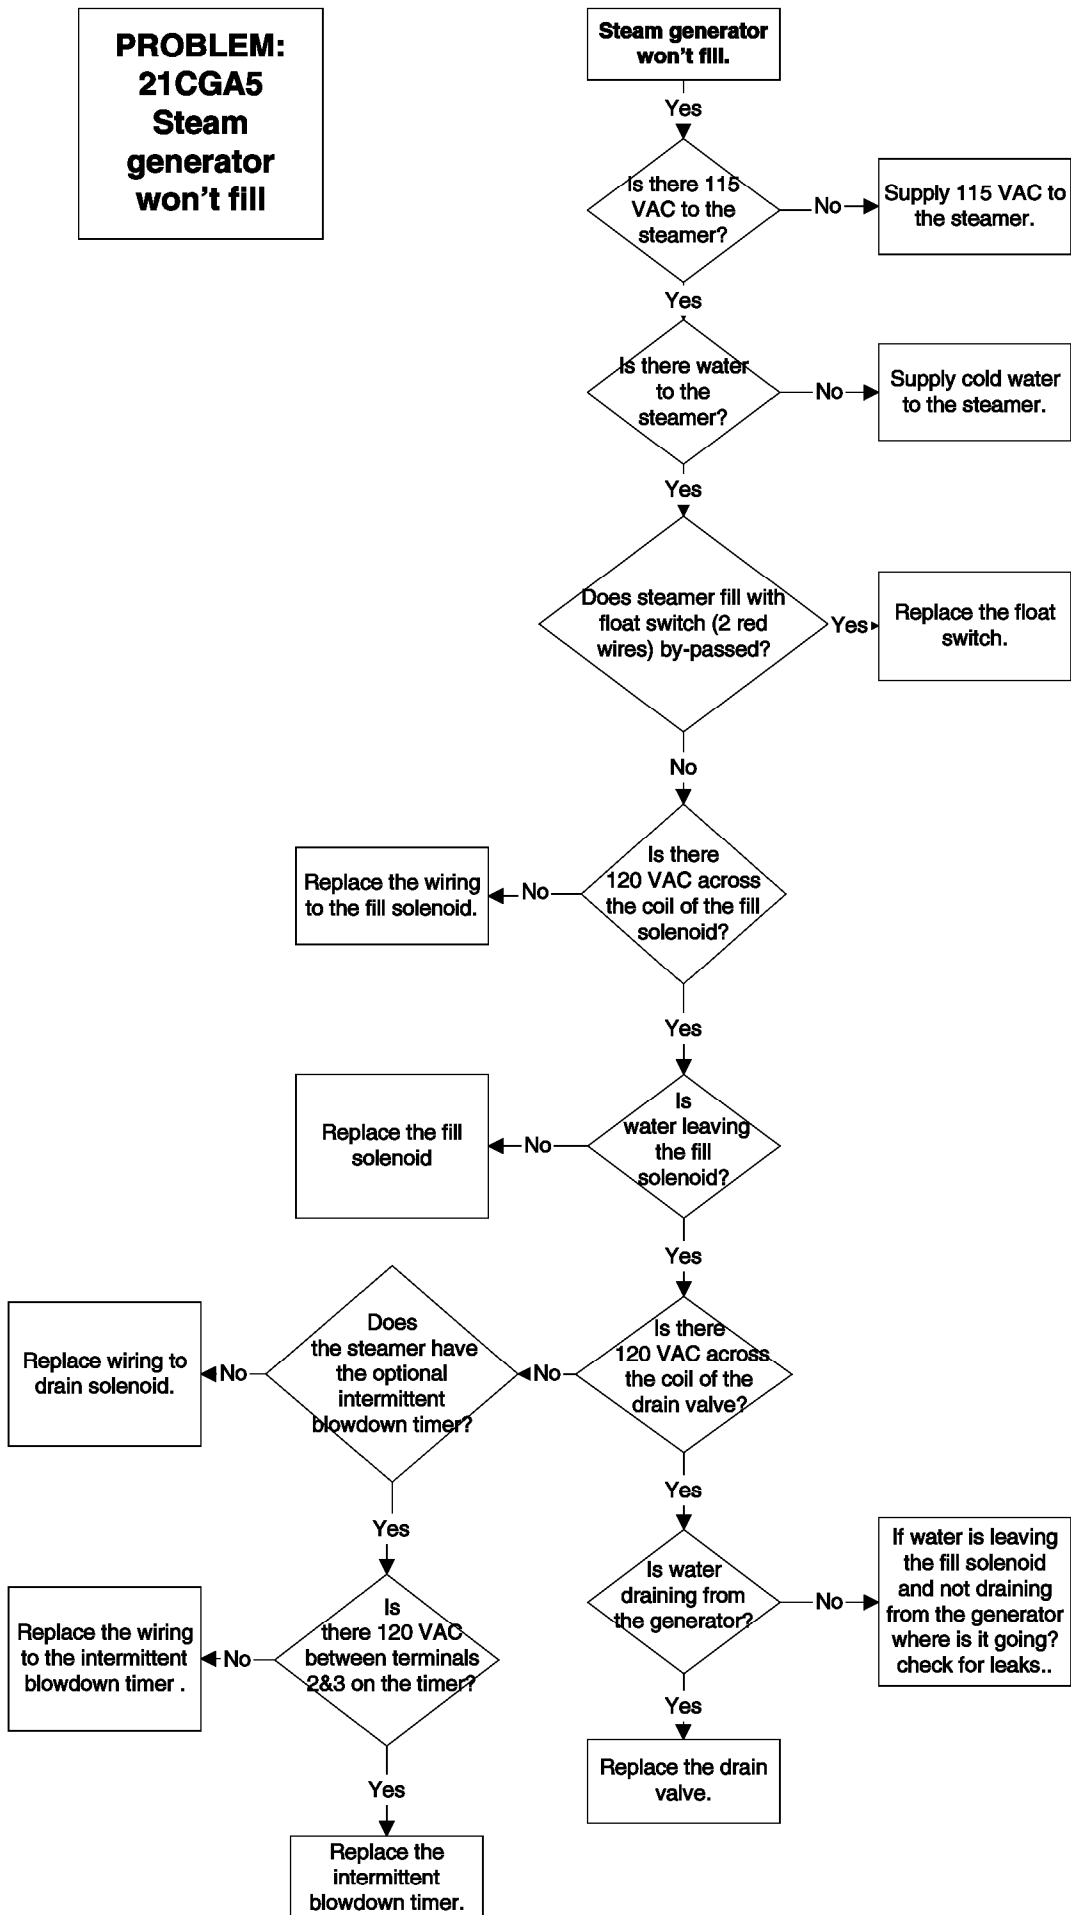 PROBLEM:
21CGA5
Steam
generator
won't fill
Steam generator
won't fill.
Yes
Is there 115
VAC to the
steamer?
No
Supply 115 VAC to
the steamer.
Yes
Is there water
to the
steamer?
No
Supply cold water
to the steamer.
Yes
Does steamer fill with
float switch (2 red
wires) by-passed?
Yes
Replace the float
switch.
No
Is there
120 VAC across
the coil of the fill
solenoid?
No
Replace the wiring
to the fill solenoid.
Yes
Is
water leaving
the fill
solenoid?
No
Replace the fill
solenoid
Yes
Is there
120 VAC across
the coil of the
drain valve?
No
Does
the steamer have
the optional
intermittent
blowdown timer?
No
Replace wiring to
drain solenoid.
Yes
Yes
Is water
draining from
the generator?
No
If water is leaving
the fill solenoid
and not draining
from the generator
where is it going?
check for leaks..
Is
there 120 VAC
between terminals
2&3 on the timer?
No
Replace the wiring
to the intermittent
blowdown timer .
Yes
Replace the drain
valve.
Yes
Replace the
intermittent
blowdown timer.